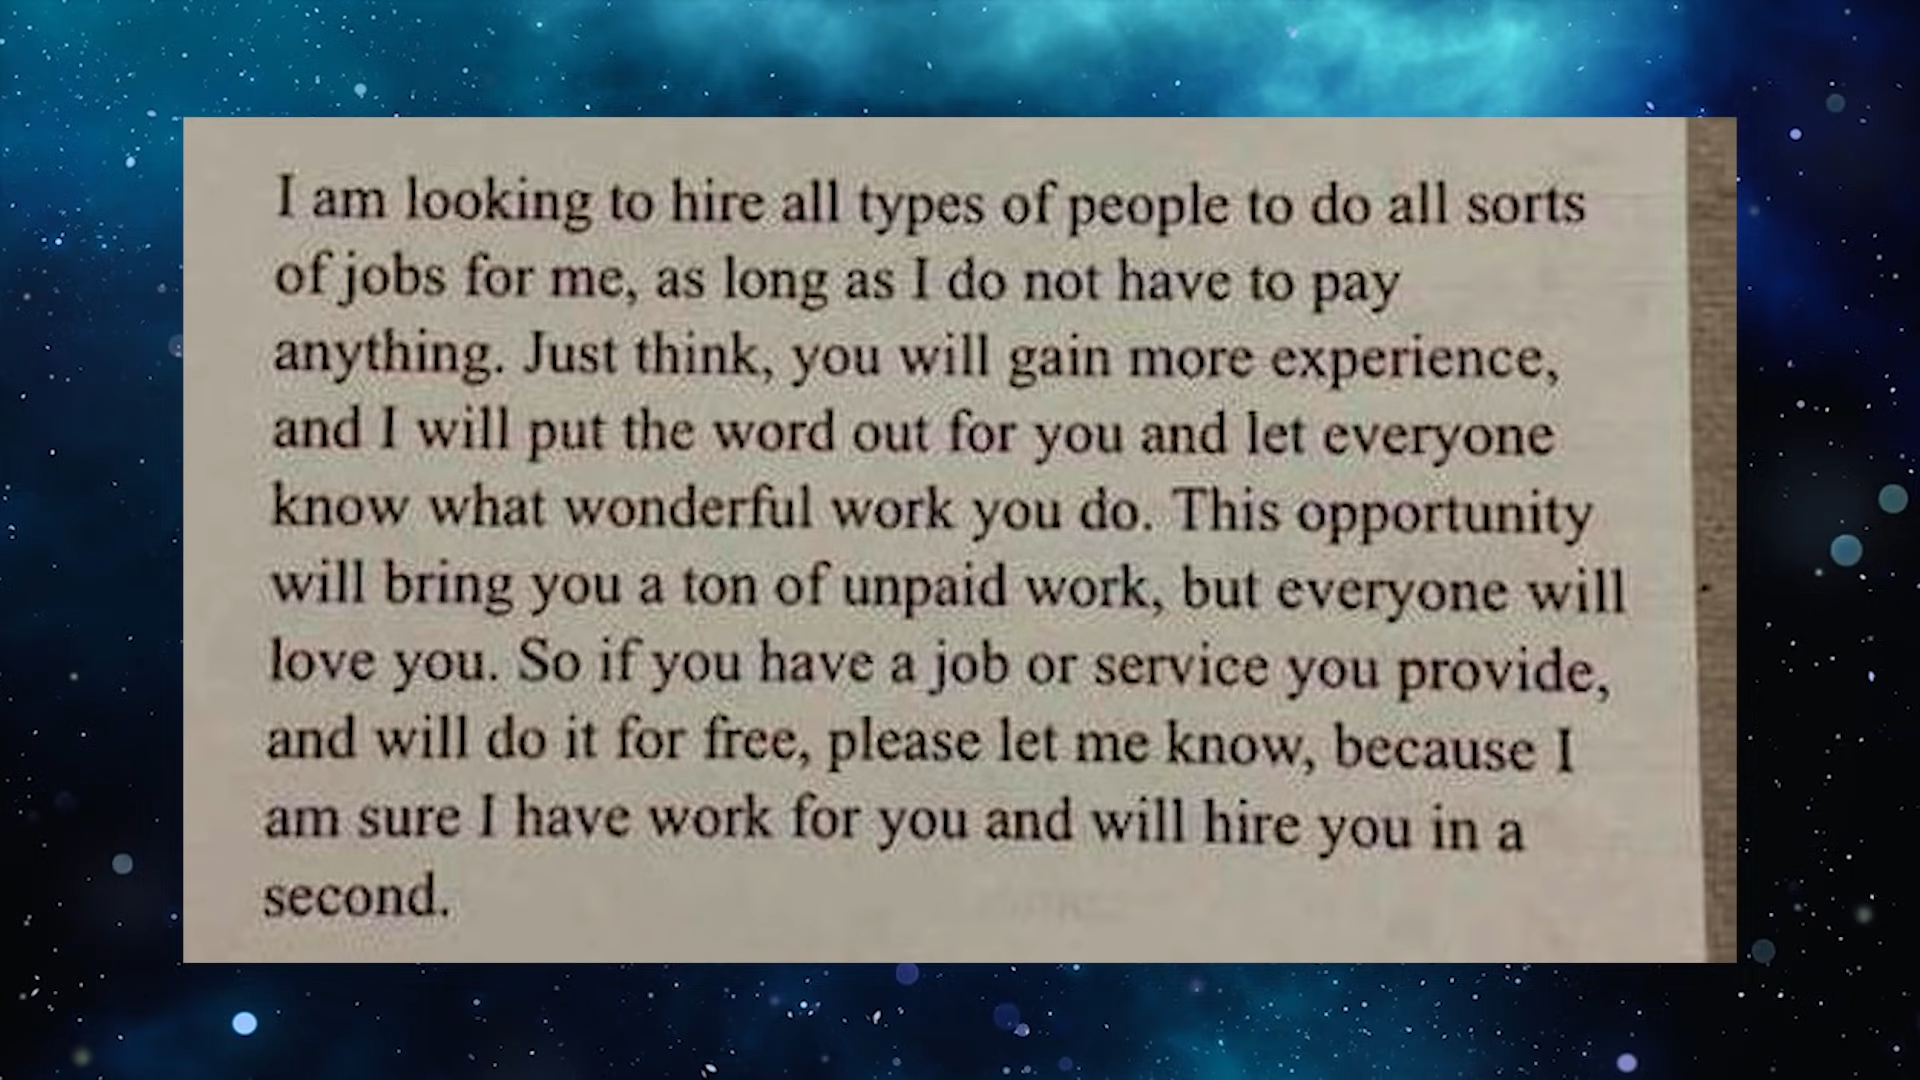 I am looking to hire all types of people to do all sorts
of jobs for me, as long as I do not have to pay
anything. Just think, you will gain more experience,
and I will put the word out for you and let everyone
know what wonderful work you do. This opportunity
will bring you a ton of unpaid work, but everyone will
love you. So if you have a job or service you provide,
and will do it for free, please let me know, because I
am sure I have work for you and will hire you in a
second.